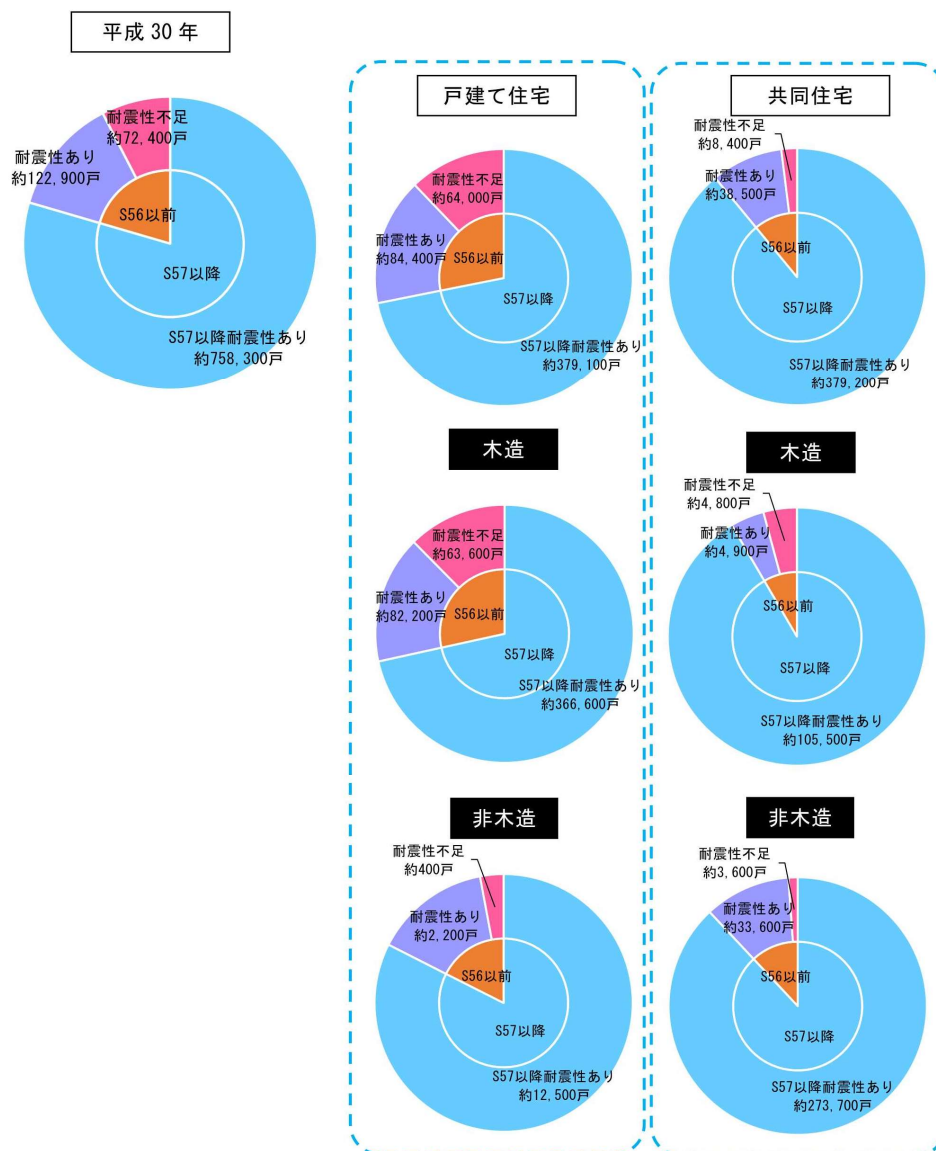 平成 30 年
耐震性不足
約72,400戸
耐震性あり
約122,900戸
S56以前
S57以降
S57以降耐震性あり
約758,300戸
戸建て住宅
耐震性不足
約64,000戸
耐震性あり
約84,400戸
S56以前
S57以降
S57以降耐震性あり
約379,100戸
木造
耐震性不足
約63,600戸
耐震性あり
約82,200戸
S56以前
S57以降
S57以降耐震性あり
約366,600戸
非木造
耐震性不足
約400戸
耐震性あり
約2,200戸
S56以前
S57以降
S57以降耐震性あり
約12,500戸
共同住宅
耐震性不足
約8,400戸
耐震性あり
約38,500戸
S56以前
S57以降
S57以降耐震性あり
約379,200戸
木造
耐震性不足
約4,800戸
耐震性あり
約4,900戸
S56以前
S57以降
S57以降耐震性あり
約105,500戸
非木造
耐震性不足
約3,600戸
耐震性あり
約33,600戸
S56以前
S57以降
S57以降耐震性あり
約273,700戸